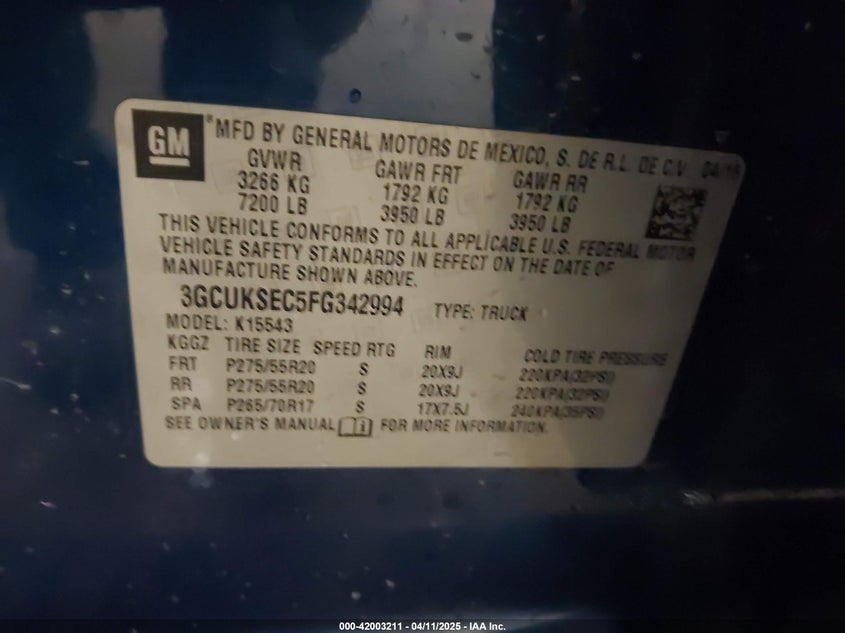 GM
*MFD BY GENERAL MOTORS DE MEXICO, S. DE R.L. DE C.V.
GVWR GAWR FRT GAWR RR
3266 KG 1792 KG 1792 KG
7200 LB 3950 LB 3950 LB
THIS VEHICLE CONFORMS TO ALL APPLICABLE U.S. FEDERAL MOTOR
VEHICLE SAFETY STANDARDS IN EFFECT ON THE DATE OF
MANUFACTURE SHOWN ABOVE.
3GCUKSEC5FG342994 TYPE: TRUCK
MODEL: K15543
KGGZ TIRE SIZE SPEED RTG RIM COLD TIRE PRESSURE
FRT P275/55R20 S 20X9J 220KPA(32PSI)
RR P275/55R20 S 20X9J 220KPA(32PSI)
SPA P265/70R17 S 17X7.5J 240KPA(35PSI)
SEE OWNER'S MANUAL FOR MORE INFORMATION.
000-42003211 - 04/11/2025 - IAA Inc.